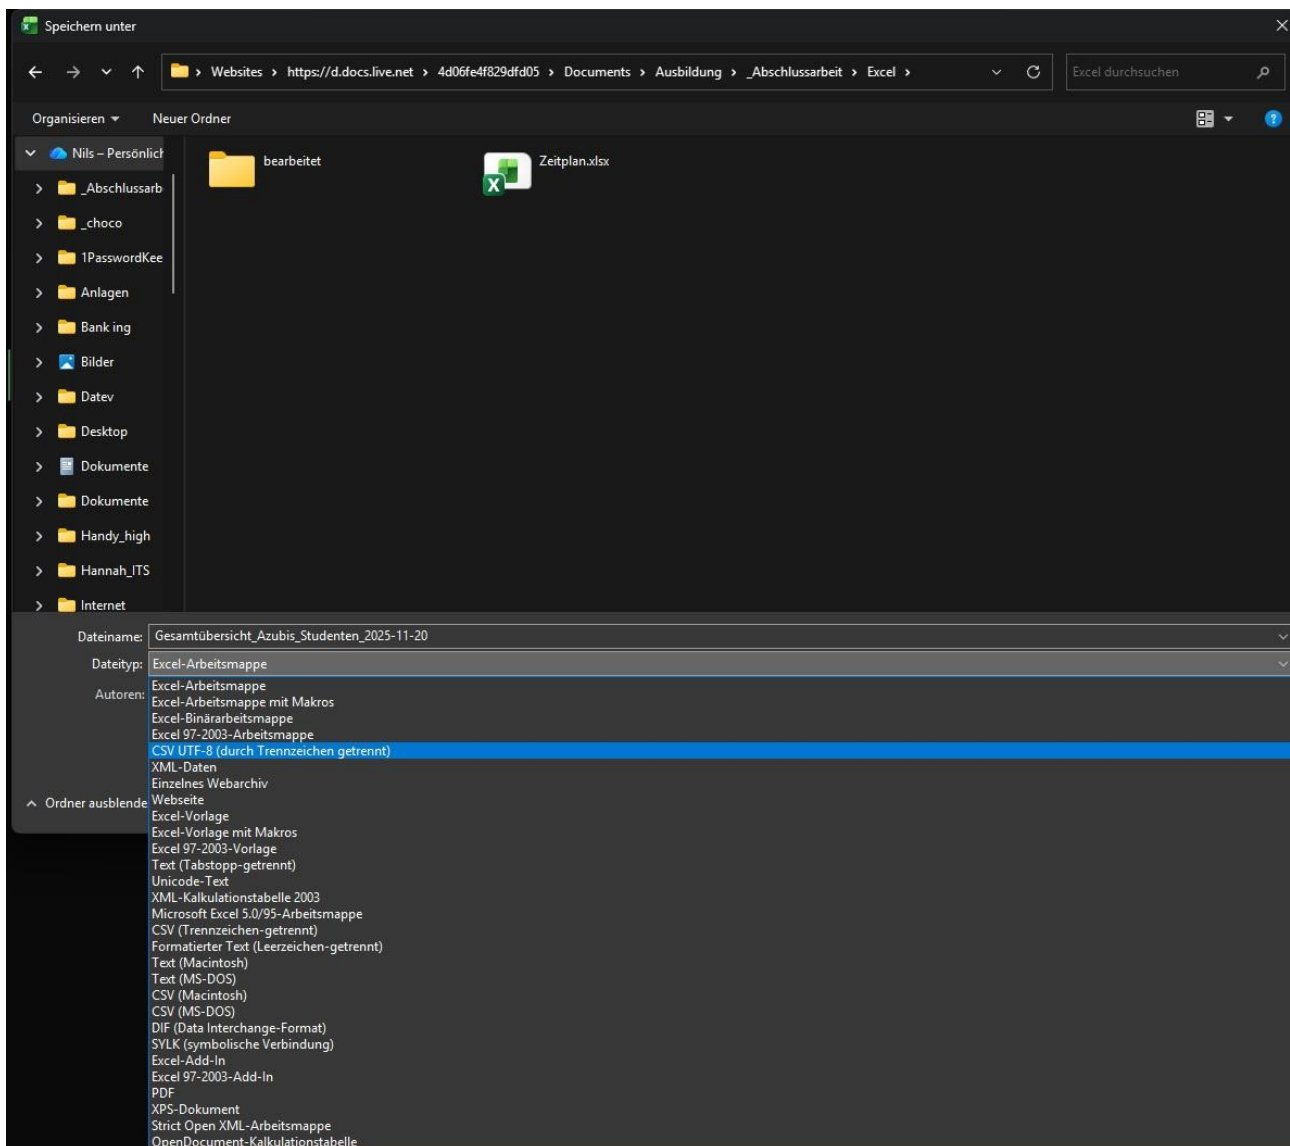 Speichern unter
Websites > https://d.docs.live.net > 4d06fe4f829dfd05 > Documents > Ausbildung > _Abschlussarbeit > Excel >
Excel durchsuchen
Organisieren
Neuer Ordner
Nils – Persönlich
_Abschlussarb
_choco
1PasswordKee
Anlagen
Bank ing
Bilder
Datev
Desktop
Dokumente
Dokumente
Handy_high
Hannah_ITS
Internet
bearbeitet
Zeitplan.xlsx
Dateiname: Gesamtübersicht_Azubis_Studenten_2025-11-20
Dateityp: Excel-Arbeitsmappe
Autoren:
Ordner ausblende
Excel-Arbeitsmappe
Excel-Arbeitsmappe mit Makros
Excel-Binärarbeitsmappe
Excel 97-2003-Arbeitsmappe
CSV UTF-8 (durch Trennzeichen getrennt)
XML-Daten
Einzelnes Webarchiv
Webseite
Excel-Vorlage
Excel-Vorlage mit Makros
Excel 97-2003-Vorlage
Text (Tabstopp-getrennt)
Unicode-Text
XML-Kalkulationstabelle 2003
Microsoft Excel 5.0/95-Arbeitsmappe
CSV (Trennzeichen-getrennt)
Formatierter Text (Leerzeichen-getrennt)
Text (Macintosh)
Text (MS-DOS)
CSV (Macintosh)
CSV (MS-DOS)
DIF (Data Interchange-Format)
SYLK (symbolische Verbindung)
Excel-Add-In
Excel 97-2003-Add-In
PDF
XPS-Dokument
Strict Open XML-Arbeitsmappe
OpenDocument-Kalkulationstabelle